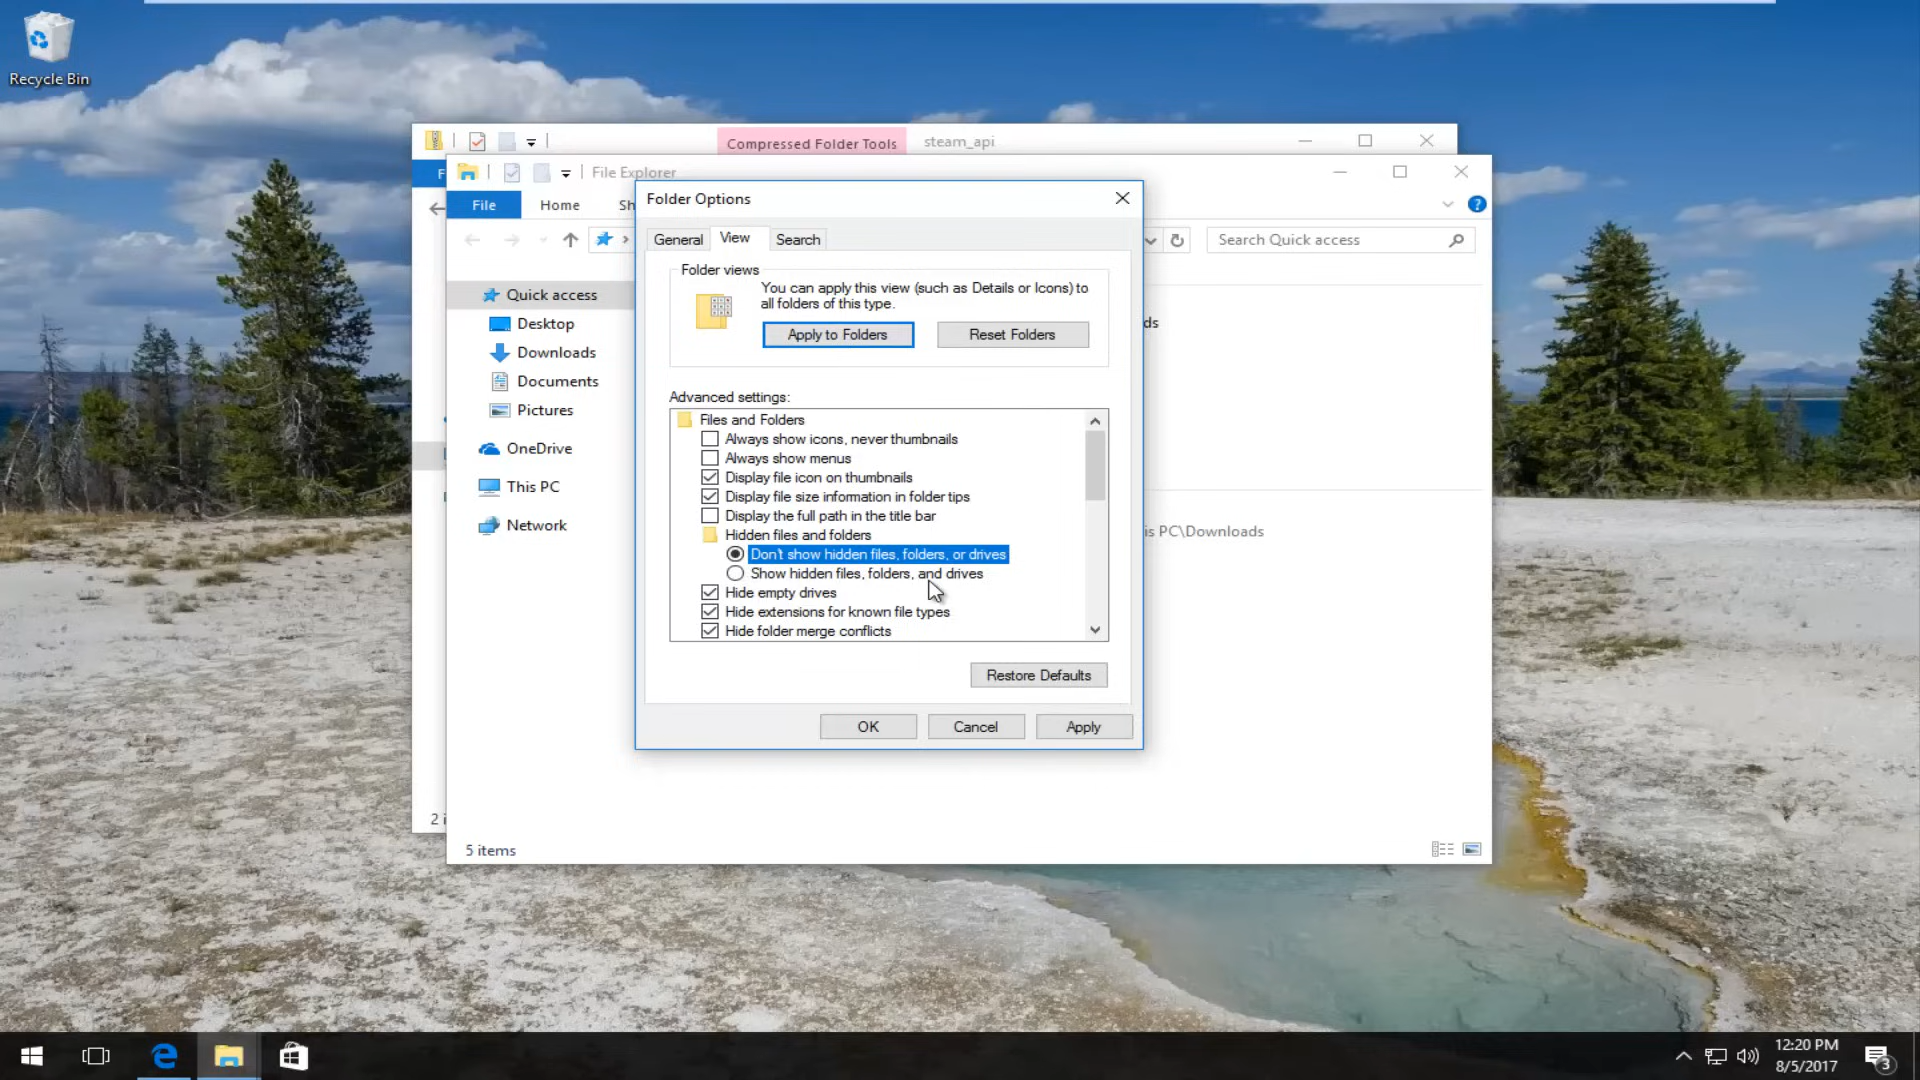 Recycle Bin
Compressed Folder Tools
steam_api
F
File Explorer
File
Home
Sh
Search Quick access
Quick access
Desktop
Downloads
Documents
Pictures
OneDrive
This PC
Network
ds
is PC\Downloads
2 i
5 items
Folder Options
General
View
Search
Folder views
You can apply this view (such as Details or Icons) to
all folders of this type.
Apply to Folders
Reset Folders
Advanced settings:
Files and Folders
Always show icons, never thumbnails
Always show menus
Display file icon on thumbnails
Display file size information in folder tips
Display the full path in the title bar
Hidden files and folders
Don't show hidden files, folders, or drives
Show hidden files, folders, and drives
Hide empty drives
Hide extensions for known file types
Hide folder merge conflicts
Restore Defaults
OK
Cancel
Apply
12:20 PM
8/5/2017
3